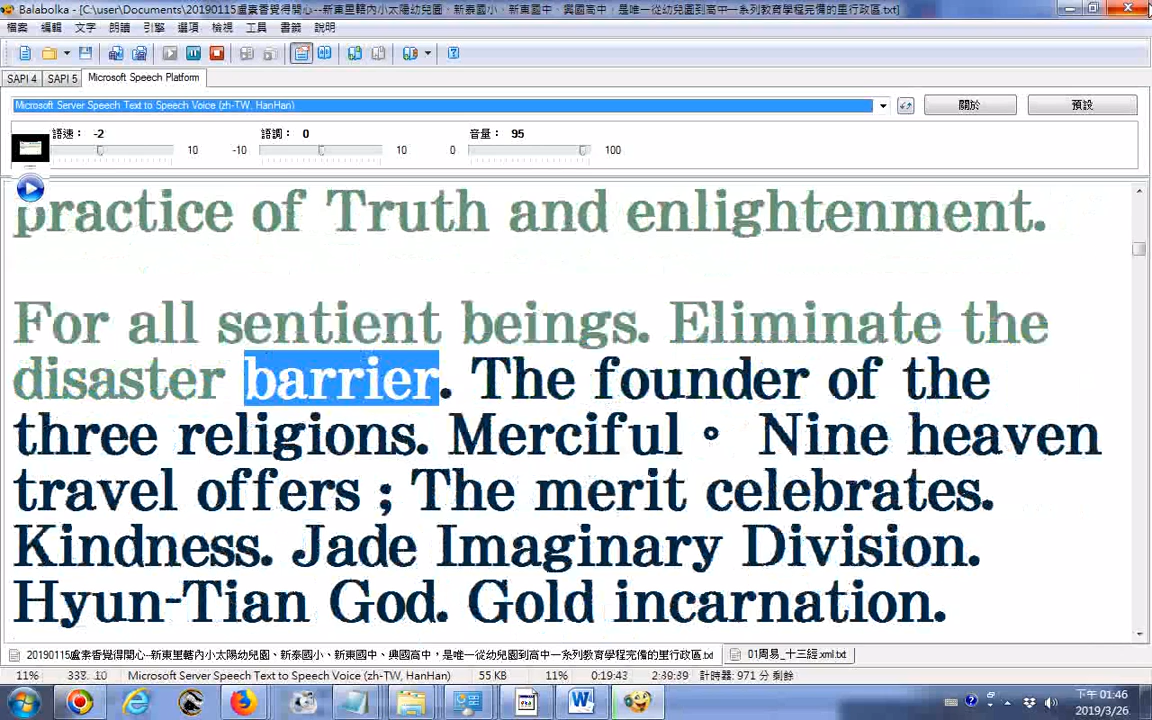 Balabolka - [C:\user\Documents\20190115盧素香覺得開心--新東里轄內小太陽幼兒園、新泰國小、新東國中、興國高中，是唯一從幼兒園到高中一系列教育學程完備的里行政區.txt]
檔案 編輯 文字 朗讀 引擎 選項 檢視 工具 書籤 說明
SAPI 4 SAPI 5 Microsoft Speech Platform
Microsoft Server Speech Text to Speech Voice (zh-TW, HanHan) 關於 預設
語速： -2 語調： 0 音量： 95
10 -10 10 0 100
practice of Truth and enlightenment.
For all sentient beings. Eliminate the
disaster barrier. The founder of the
three religions. Merciful。 Nine heaven
travel offers ; The merit celebrates.
Kindness. Jade Imaginary Division.
Hyun-Tian God. Gold incarnation.
20190115盧素香覺得開心--新東里轄內小太陽幼兒園、新泰國小、新東國中、興國高中，是唯一從幼兒園到高中一系列教育學程完備的里行政區.txt 01周易_十三經.xml.txt
11% Microsoft Server Speech Text to Speech Voice (zh-TW, HanHan) 55 KB 11% 0:19:43 2:39:39 計時器: 971 分 剩餘
下午 01:46
2019/3/26